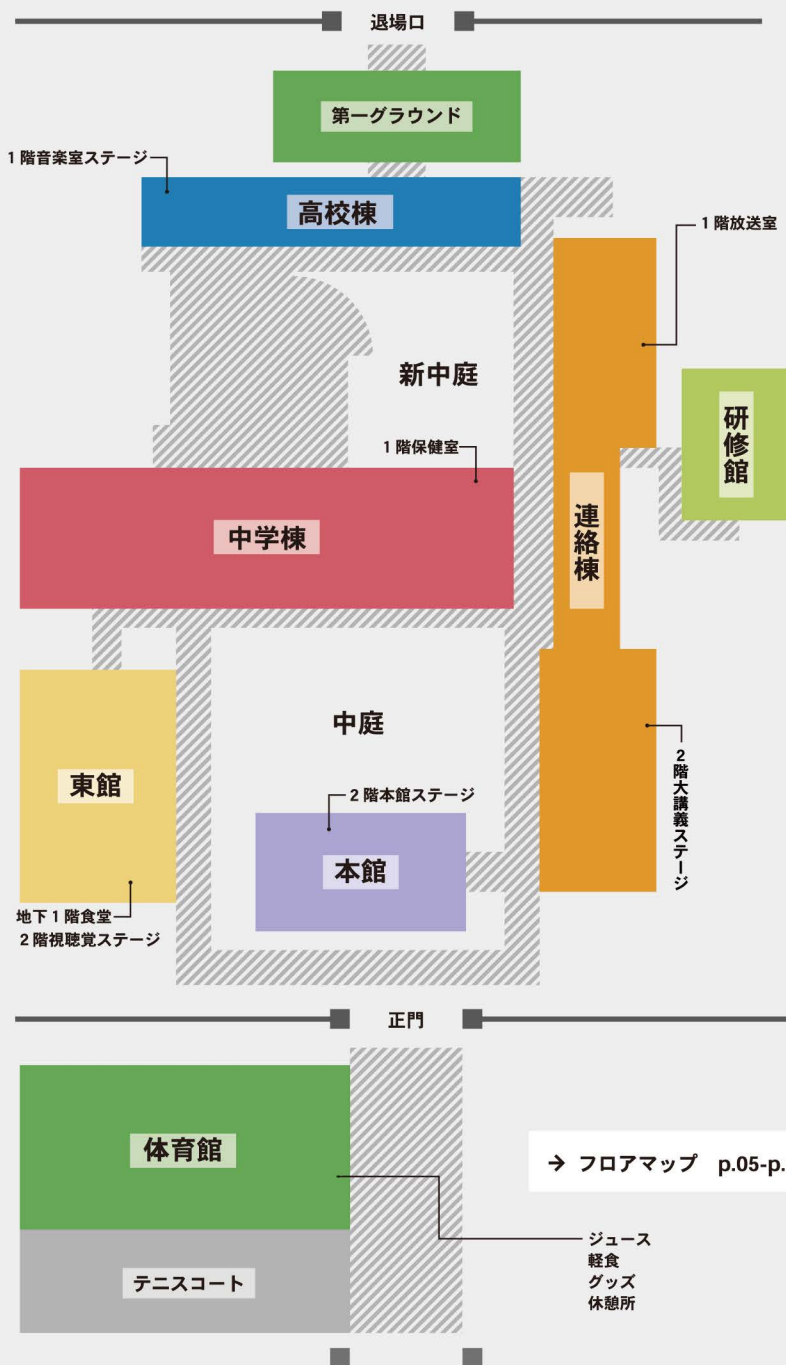 退場口
第一グラウンド
1階音楽室ステージ
高校棟
1階放送室
新中庭
研修館
1階保健室
中学棟
連絡棟
中庭
東館
2階大講義ステージ
2階本館ステージ
本館
地下1階食堂
2階視聴覚ステージ
正門
体育館
→ フロアマップ p.05-p.
ジュース
軽食
グッズ
休憩所
テニスコート